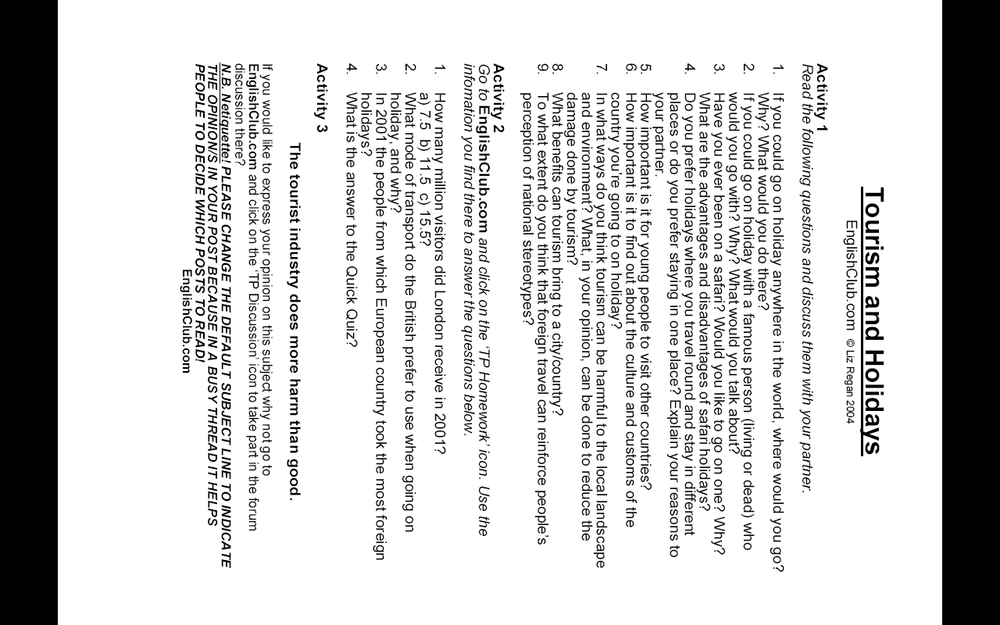 Tourism and Holidays
EnglishClub.com © Liz Regan 2004
Activity 1
Read the following questions and discuss them with your partner.
1. If you could go on holiday anywhere in the world, where would you go?
Why? What would you do there?
2. If you could go on holiday with a famous person (living or dead) who
would you go with? Why? What would you talk about?
3. Have you ever been on a safari? Would you like to go on one? Why?
What are the advantages and disadvantages of safari holidays?
4. Do you prefer holidays where you travel round and stay in different
places or do you prefer staying in one place? Explain your reasons to
your partner.
5. How important is it for young people to visit other countries?
6. How important is it to find out about the culture and customs of the
country you're going to on holiday?
7. In what ways do you think tourism can be harmful to the local landscape
and environment? What, in your opinion, can be done to reduce the
damage done by tourism?
8. What benefits can tourism bring to a city/country?
9. To what extent do you think that foreign travel can reinforce people's
perception of national stereotypes?
Activity 2
Go to EnglishClub.com and click on the ‘TP Homework’ icon. Use the
infomation you find there to answer the questions below.
1. How many million visitors did London receive in 2001?
a) 7.5 b) 11.5 c) 15.5?
2. What mode of transport do the British prefer to use when going on
holiday, and why?
3. In 2001 the people from which European country took the most foreign
holidays?
4. What is the answer to the Quick Quiz?
Activity 3
The tourist industry does more harm than good.
If you would like to express your opinion on this subject why not go to
EnglishClub.com and click on the ‘TP Discussion’ icon to take part in the forum
discussion there?
N.B. Netiquette! PLEASE CHANGE THE DEFAULT SUBJECT LINE TO INDICATE
THE OPINION/S IN YOUR POST BECAUSE IN A BUSY THREAD IT HELPS
PEOPLE TO DECIDE WHICH POSTS TO READ!
EnglishClub.com